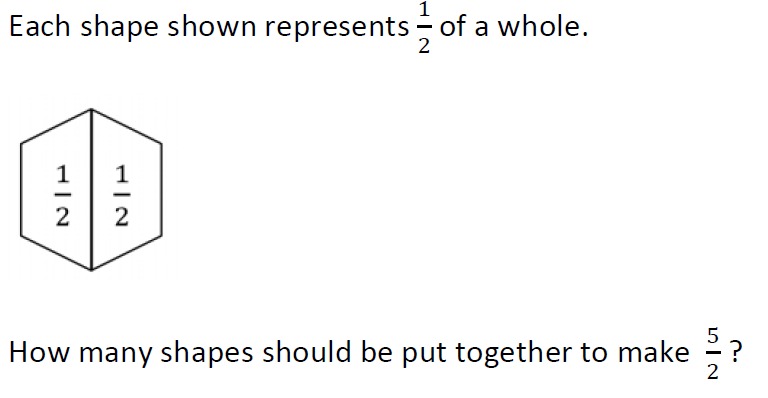 Each shape shown represents 1/2 of a whole.
1/2 1/2
How many shapes should be put together to make 5/2 ?